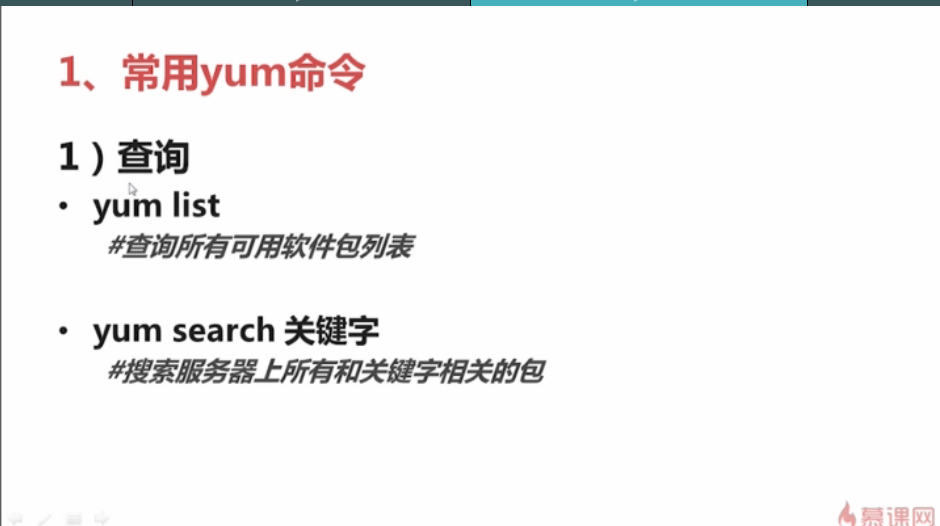 1、常用yum命令
1）查询
• yum list
#查询所有可用软件包列表
• yum search 关键字
#搜索服务器上所有和关键字相关的包
慕课网